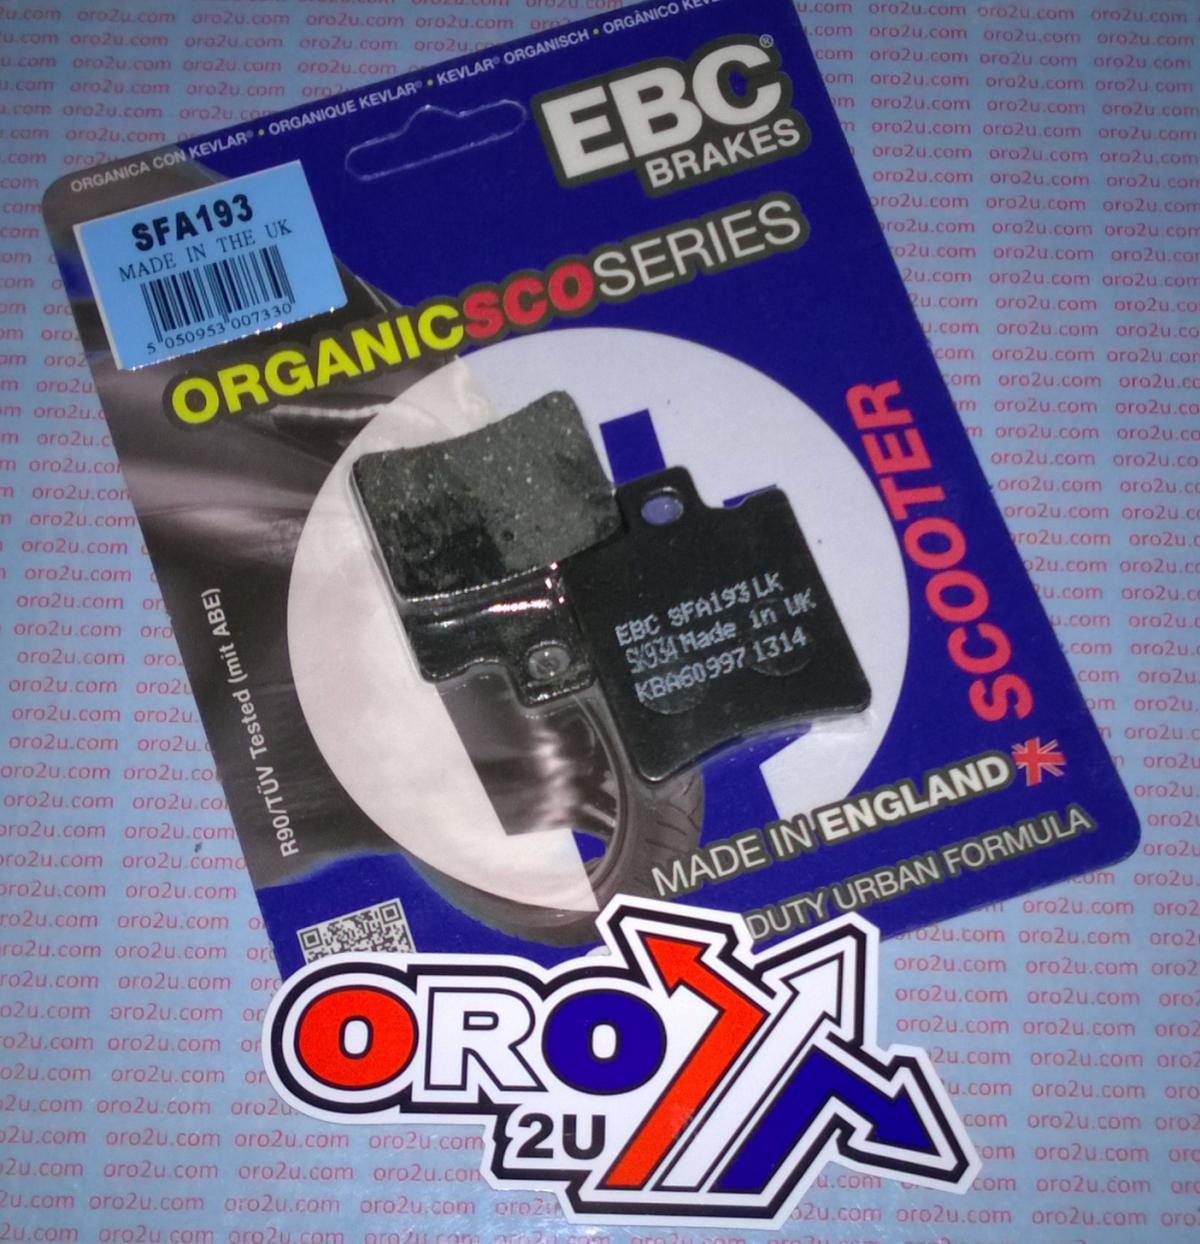 ORGANICA CON KEVLAR® • ORGANIQUE KEVLAR® • KEVLAR® ORGANISCH • ORGÂNICO
EBC®
BRAKES
SFA193
MADE IN THE UK
5 050953 007330
ORGANICSCOSERIES
SCOOTER
R90/TÜV Tested (mit ABE)
EBC SFA193 LK
SK934 Made in UK
KBA60997 1314
MADE IN ENGLAND
DUTY URBAN FORMULA
ORO
2U
oro2u.com